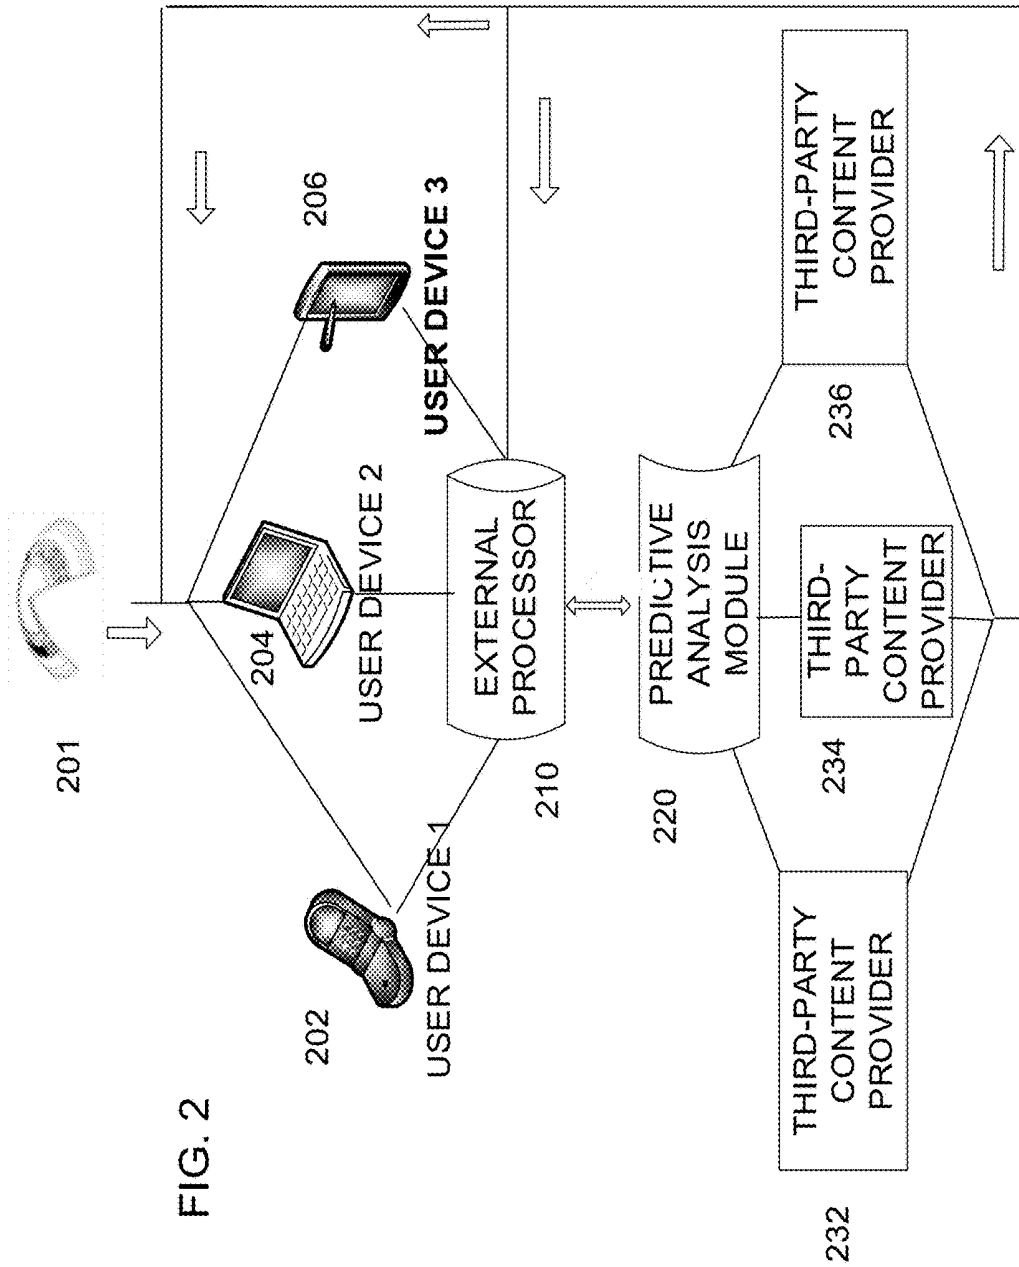 FIG. 2
201
202
USER DEVICE 1
204
USER DEVICE 2
206
USER DEVICE 3
210
EXTERNAL
PROCESSOR
220
PREDICTIVE
ANALYSIS
MODULE
232
THIRD-PARTY
CONTENT
PROVIDER
234
THIRD-
PARTY
CONTENT
PROVIDER
236
THIRD-PARTY
CONTENT
PROVIDER